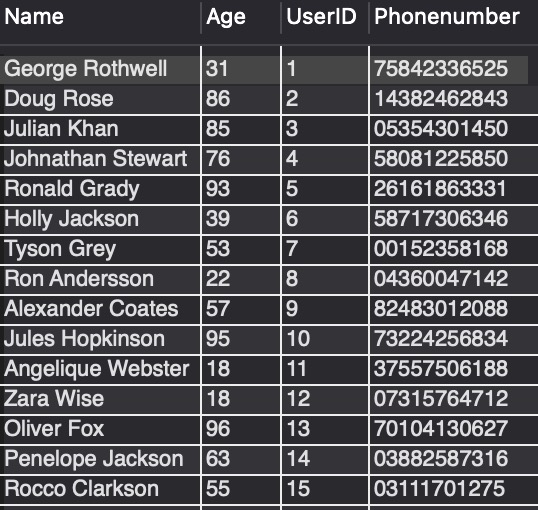 Name Age UserID Phonenumber
George Rothwell 31 1 75842336525
Doug Rose 86 2 14382462843
Julian Khan 85 3 05354301450
Johnathan Stewart 76 4 58081225850
Ronald Grady 93 5 26161863331
Holly Jackson 39 6 58717306346
Tyson Grey 53 7 00152358168
Ron Andersson 22 8 04360047142
Alexander Coates 57 9 82483012088
Jules Hopkinson 95 10 73224256834
Angelique Webster 18 11 37557506188
Zara Wise 18 12 07315764712
Oliver Fox 96 13 70104130627
Penelope Jackson 63 14 03882587316
Rocco Clarkson 55 15 03111701275